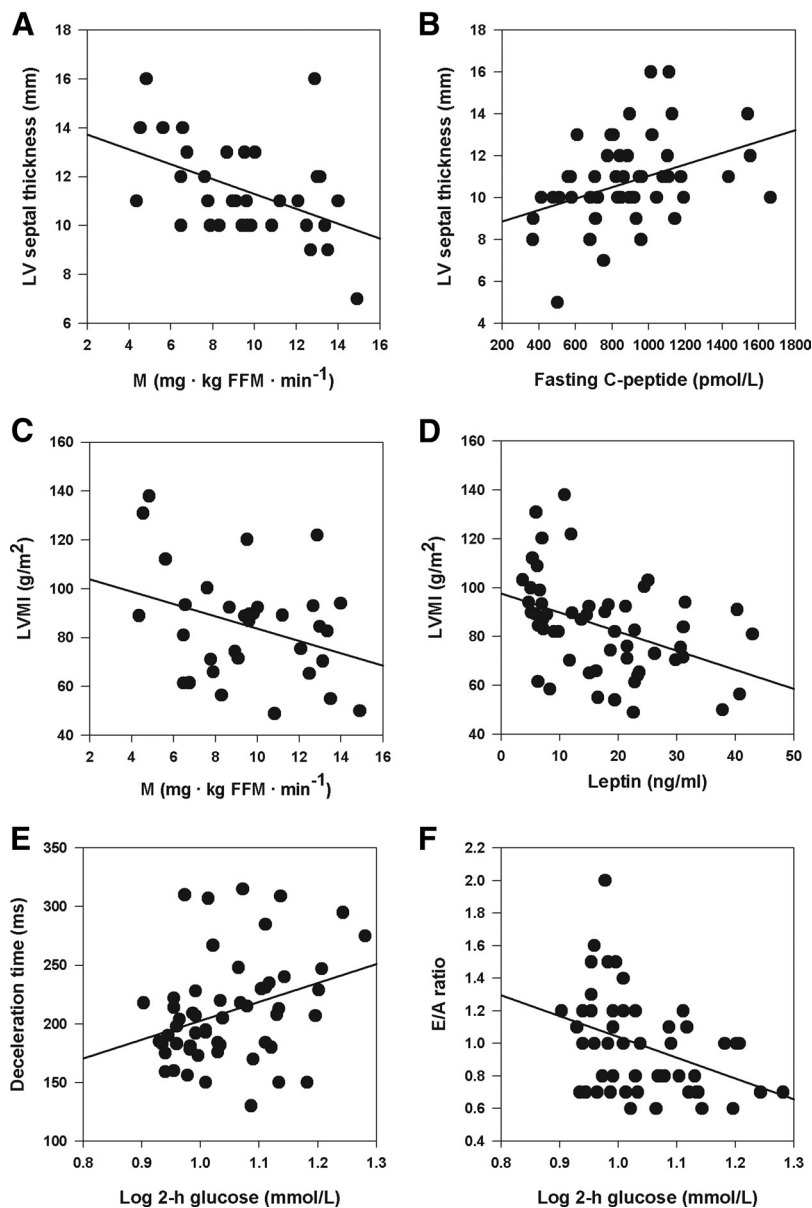 A
B
18
16
14
12
10
8
6
LV septal thickness (mm)
2 4 6 8 10 12 14 16
M (mg · kg FFM · min-1)
18
16
14
12
10
8
6
4
LV septal thickness (mm)
200 400 600 800 1000 1200 1400 1600 1800
Fasting C-peptide (pmol/L)
C
D
160
140
120
100
80
60
40
LVMI (g/m2)
2 4 6 8 10 12 14 16
M (mg · kg FFM · min-1)
160
140
120
100
80
60
40
LVMI (g/m2)
0 10 20 30 40 50
Leptin (ng/ml)
E
F
350
300
250
200
150
100
Deceleration time (ms)
0.8 0.9 1.0 1.1 1.2 1.3
Log 2-h glucose (mmol/L)
2.2
2.0
1.8
1.6
1.4
1.2
1.0
0.8
0.6
0.4
E/A ratio
0.8 0.9 1.0 1.1 1.2 1.3
Log 2-h glucose (mmol/L)